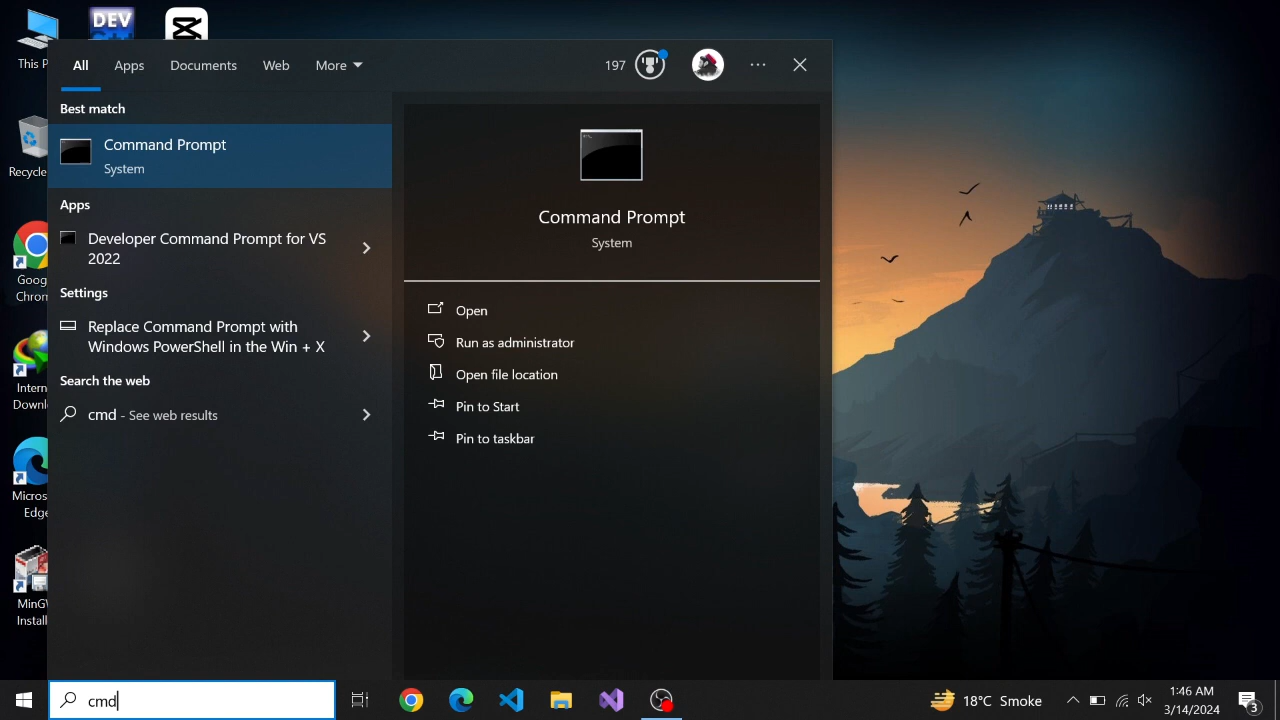 DEV
This P
Recycle
Goog
Chrom
Intern
Downlo
Micros
Edge
MinGW
Install
All Apps Documents Web More 197
Best match
Command Prompt
System
Apps
Developer Command Prompt for VS
2022
Settings
Replace Command Prompt with
Windows PowerShell in the Win + X
Search the web
cmd - See web results
Command Prompt
System
Open
Run as administrator
Open file location
Pin to Start
Pin to taskbar
cmd
18°C Smoke
1:46 AM
3/14/2024
3